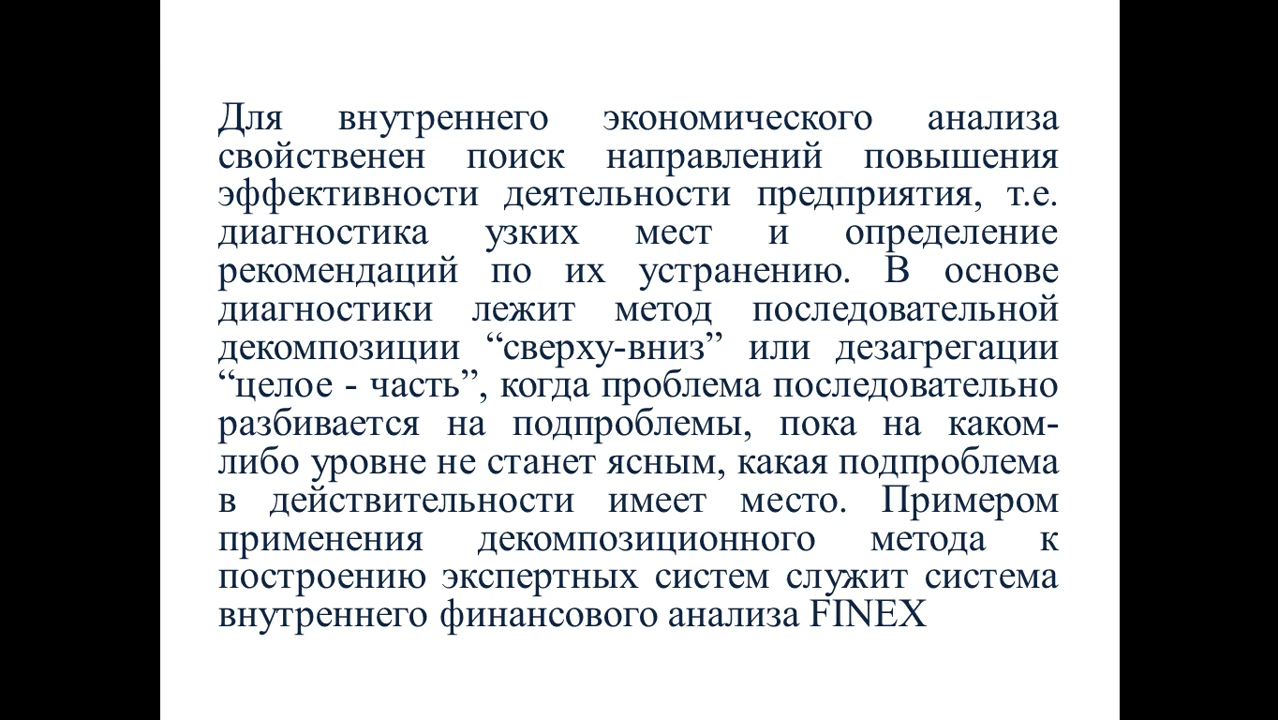 Для внутреннего экономического анализа
свойственен поиск направлений повышения
эффективности деятельности предприятия, т.е.
диагностика узких мест и определение
рекомендаций по их устранению. В основе
диагностики лежит метод последовательной
декомпозиции “сверху-вниз” или дезагрегации
“целое - часть”, когда проблема последовательно
разбивается на подпроблемы, пока на каком-
либо уровне не станет ясным, какая подпроблема
в действительности имеет место. Примером
применения декомпозиционного метода к
построению экспертных систем служит система
внутреннего финансового анализа FINEX